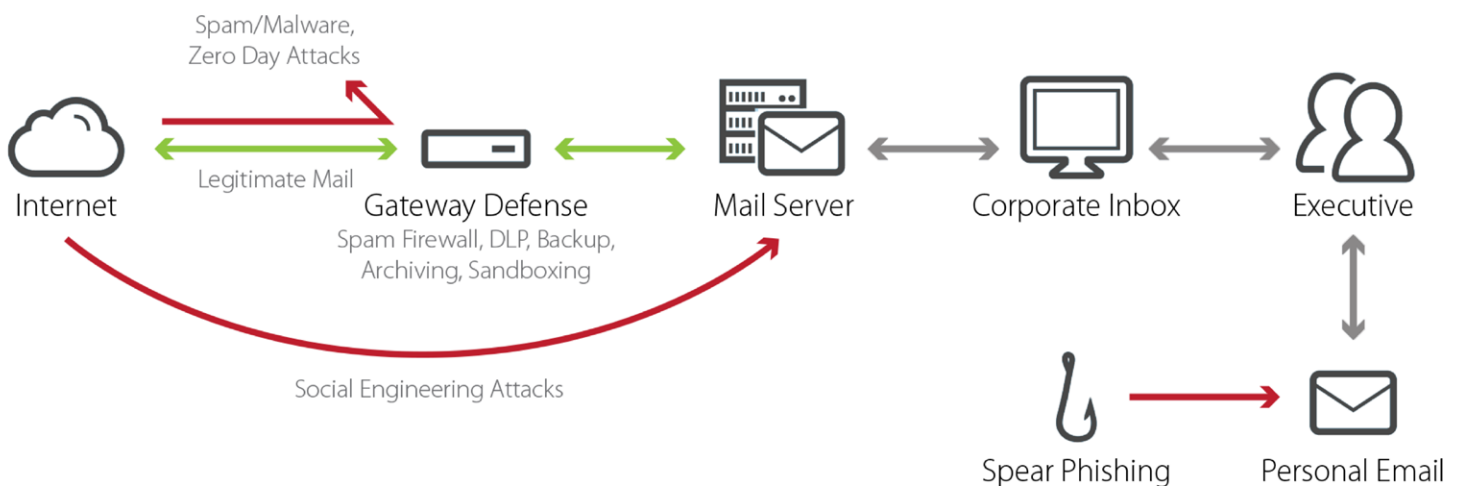 Spam/Malware,
Zero Day Attacks
Legitimate Mail
Internet
Gateway Defense
Spam Firewall, DLP, Backup,
Archiving, Sandboxing
Mail Server
Corporate Inbox
Executive
Social Engineering Attacks
Spear Phishing
Personal Email